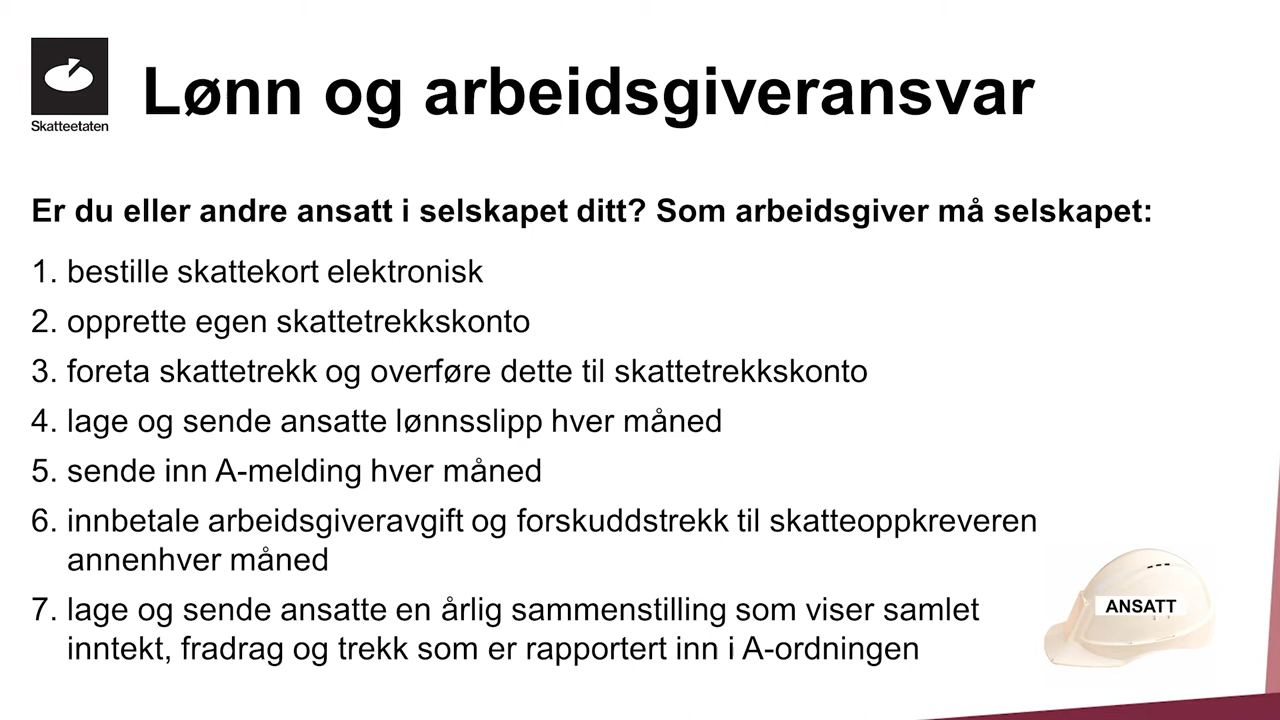 Skatteetaten
Lønn og arbeidsgiveransvar
Er du eller andre ansatt i selskapet ditt? Som arbeidsgiver må selskapet:
1. bestille skattekort elektronisk
2. opprette egen skattetrekkskonto
3. foreta skattetrekk og overføre dette til skattetrekkskonto
4. lage og sende ansatte lønnsslipp hver måned
5. sende inn A-melding hver måned
6. innbetale arbeidsgiveravgift og forskuddstrekk til skatteoppkreveren
annenhver måned
7. lage og sende ansatte en årlig sammenstilling som viser samlet
inntekt, fradrag og trekk som er rapportert inn i A-ordningen
ANSATT